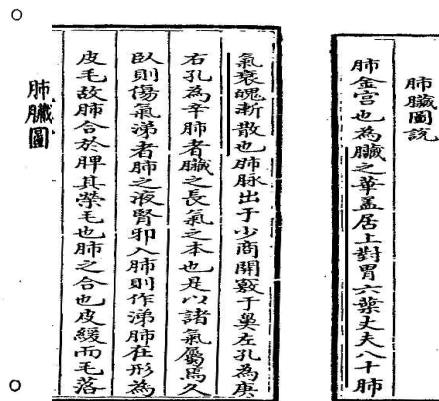 肺臟圖說
肺金宮也為臟之華蓋居上對胃六葉丈夫八十肺
氣衰魄漸散也肺脉出于少商開竅于鼻左孔為庚
右孔為辛肺者臟之長氣之本也是以諸氣屬焉久
臥則傷氣涕者肺之液腎邪入肺則作涕肺在形為
皮毛故肺合於脾其榮毛也肺之合也皮緩而毛落
肺臟圖